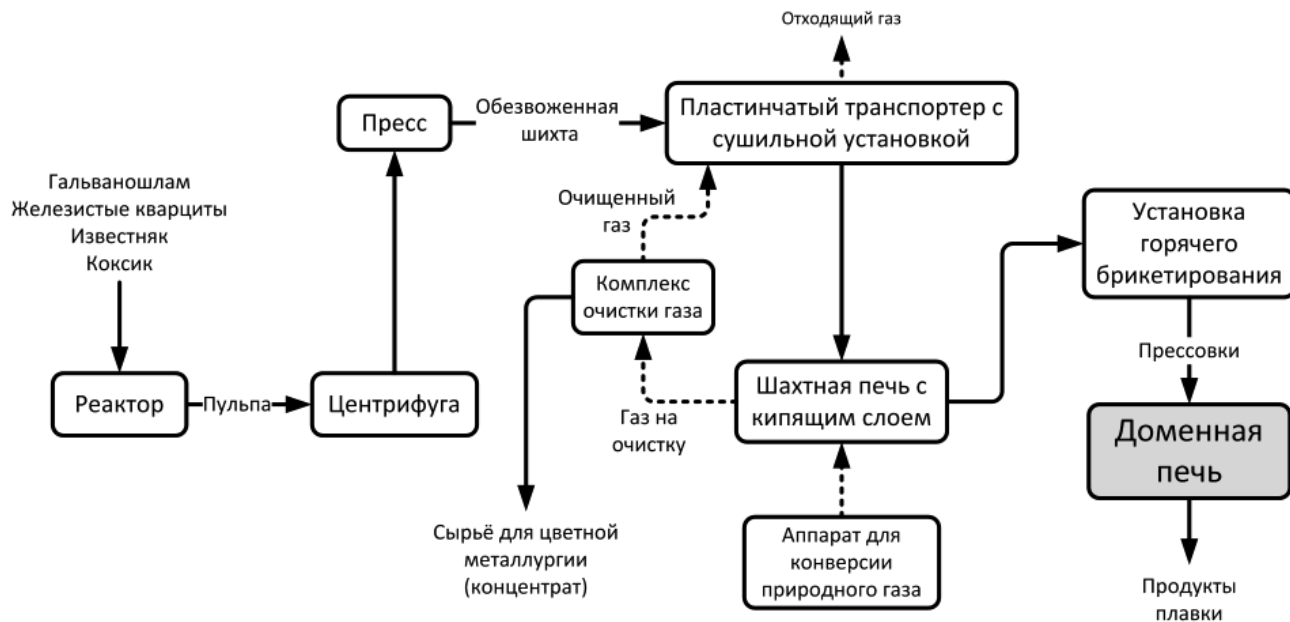 Отходящий газ
Пресс
Обезвоженная
шихта
Пластинчатый транспортер с
сушильной установкой
Гальваношлам
Железистые кварциты
Известняк
Коксик
Очищенный
газ
Установка
горячего
брикетирования
Комплекс
очистки газа
Прессовки
Реактор
Пульпа
Центрифуга
Газ на
очистку
Шахтная печь с
кипящим слоем
Доменная
печь
Сырьё для цветной
металлургии
(концентрат)
Аппарат для
конверсии
природного газа
Продукты
плавки